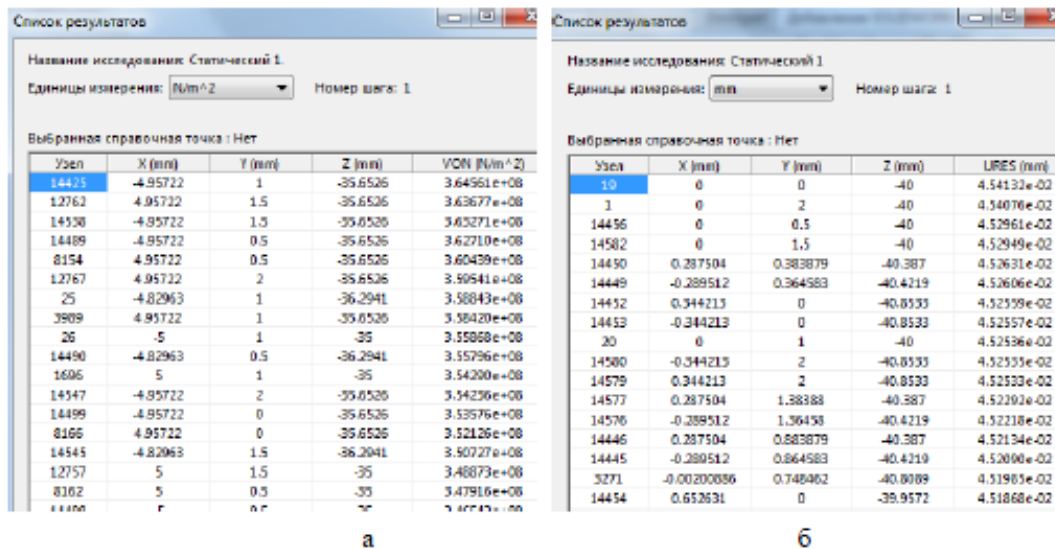 Список результатов
Название исследования: Статический 1.
Единицы измерения: N/m^2 Номер шага: 1
Выбранная справочная точка : Нет
Узел X (mm) Y (mm) Z (mm) VON (N/m^2)
14425 -4.95722 1 -35.6526 3.64561e+08
12762 4.95722 1.5 -35.6526 3.63677e+08
14538 -4.95722 1.5 -35.6526 3.63271e+08
14489 -4.95722 0.5 -35.6526 3.62710e+08
8154 4.95722 0.5 -35.6526 3.60439e+08
12767 4.95722 2 -35.6526 3.59541e+08
25 -4.82963 1 -36.2941 3.58843e+08
3989 4.95722 1 -35.6526 3.58420e+08
26 -5 1 -35 3.55868e+08
14490 -4.82963 0.5 -36.2941 3.55796e+08
1696 5 1 -35 3.54290e+08
14547 -4.95722 2 -35.6526 3.54236e+08
14499 -4.95722 0 -35.6526 3.53576e+08
8166 4.95722 0 -35.6526 3.52126e+08
14545 -4.82963 1.5 -36.2941 3.50727e+08
12757 5 1.5 -35 3.48873e+08
8162 5 0.5 -35 3.47916e+08
а
Список результатов
Название исследования: Статический 1
Единицы измерения: mm Номер шага: 1
Выбранная справочная точка : Нет
Узел X (mm) Y (mm) Z (mm) URES (mm)
19 0 0 -40 4.54132e-02
1 0 2 -40 4.54076e-02
14456 0 0.5 -40 4.52961e-02
14582 0 1.5 -40 4.52949e-02
14450 0.287504 0.383879 -40.387 4.52631e-02
14449 -0.289512 0.364583 -40.4219 4.52606e-02
14452 0.344213 0 -40.8533 4.52559e-02
14453 -0.344213 0 -40.8533 4.52557e-02
20 0 1 -40 4.52536e-02
14580 -0.344213 2 -40.8533 4.52535e-02
14579 0.344213 2 -40.8533 4.52533e-02
14577 0.287504 1.38388 -40.387 4.52292e-02
14576 -0.289512 1.36458 -40.4219 4.52218e-02
14446 0.287504 0.883879 -40.387 4.52134e-02
14445 -0.289512 0.864583 -40.4219 4.52090e-02
3271 -0.00200886 0.748462 -40.8089 4.51985e-02
14454 0.652631 0 -39.9572 4.51868e-02
б